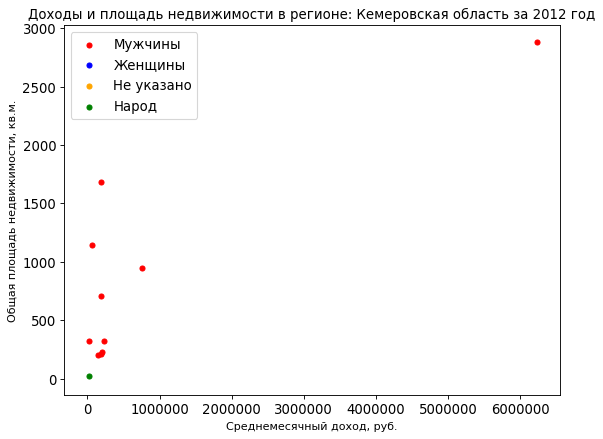 Доходы и площадь недвижимости в регионе: Кемеровская область за 2012 год
3000
2500
2000
1500
1000
500
0
Общая площадь недвижимости, кв.м.
Мужчины
Женщины
Не указано
Народ
0 1000000 2000000 3000000 4000000 5000000 6000000
Среднемесячный доход, руб.